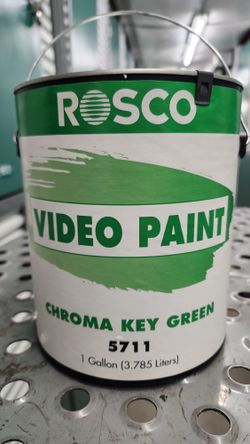 ROSCO
VIDEO PAINT
CHROMA KEY GREEN
5711
1 Gallon (3.785 Liters)